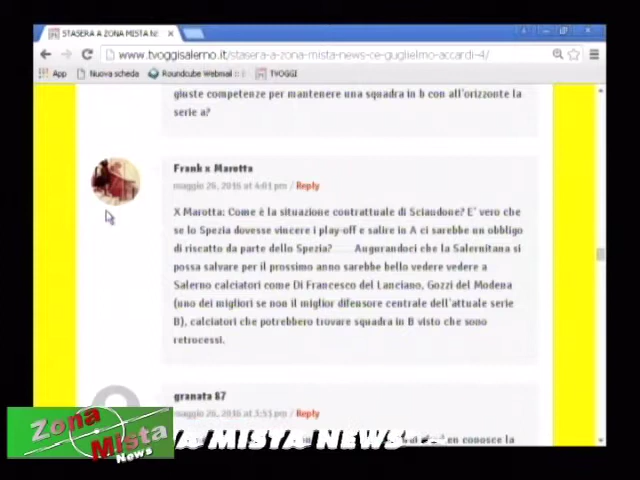 STASERA A ZONA MISTA NE
www.tvoggisalerno.it/stasera-a-zona-mista-news-ce-guglielmo-accardi-4/
App Nuova scheda Roundcube Webmail :: TVOGGI
giuste competenze per mantenere una squadra in b con all'orizzonte la
serie a?
Frank x Marotta
maggio 26, 2016 at 4:01 pm / Reply
X Marotta: Come è la situazione contrattuale di Sciaudone? E' vero che
se lo Spezia dovesse vincere i play-off e salire in A ci sarebbe un obbligo
di riscatto da parte dello Spezia? Augurandoci che la Salernitana si
possa salvare per il prossimo anno sarebbe bello vedere vedere a
Salerno calciatori come Di Francesco del Lanciano, Gozzi del Modena
(uno dei migliori se non il miglior difensore centrale dell'attuale serie
B), calciatori che potrebbero trovare squadra in B visto che sono
retrocessi.
granata 87
maggio 26, 2016 at 3:53 pm / Reply
conosce la
Zona
Mista
News
A MISTA NEWS